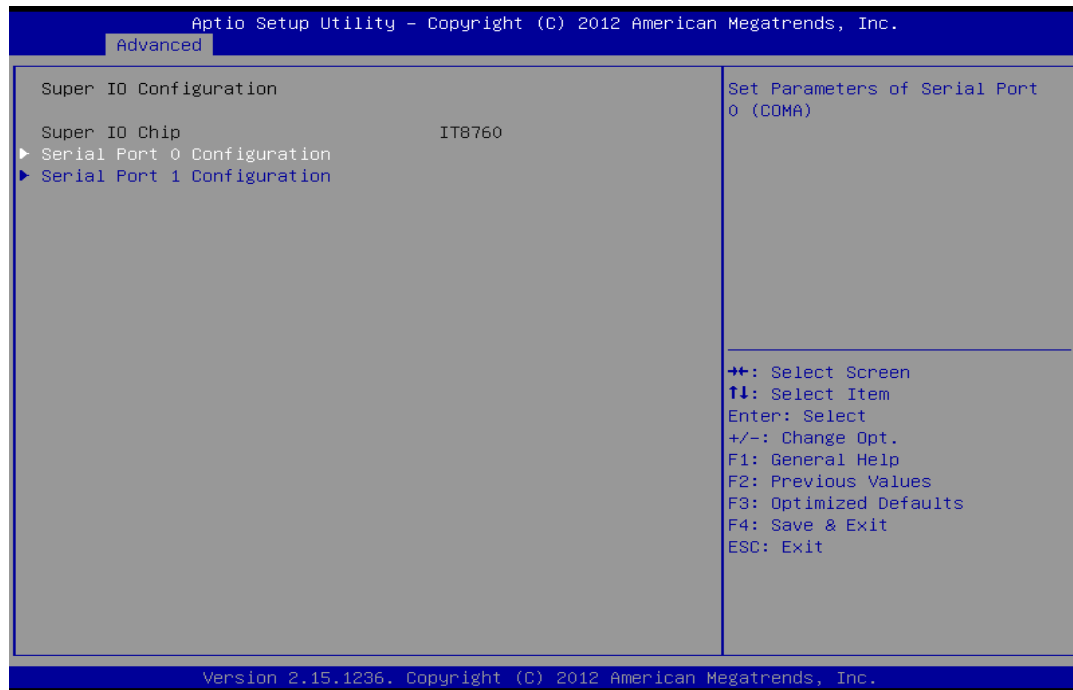 Aptio Setup Utility – Copyright (C) 2012 American Megatrends, Inc.
Advanced
Super IO Configuration
Super IO Chip IT8760
▶ Serial Port 0 Configuration
▶ Serial Port 1 Configuration
Set Parameters of Serial Port
0 (COMA)
→←: Select Screen
↑↓: Select Item
Enter: Select
+/-: Change Opt.
F1: General Help
F2: Previous Values
F3: Optimized Defaults
F4: Save & Exit
ESC: Exit
Version 2.15.1236. Copyright (C) 2012 American Megatrends, Inc.